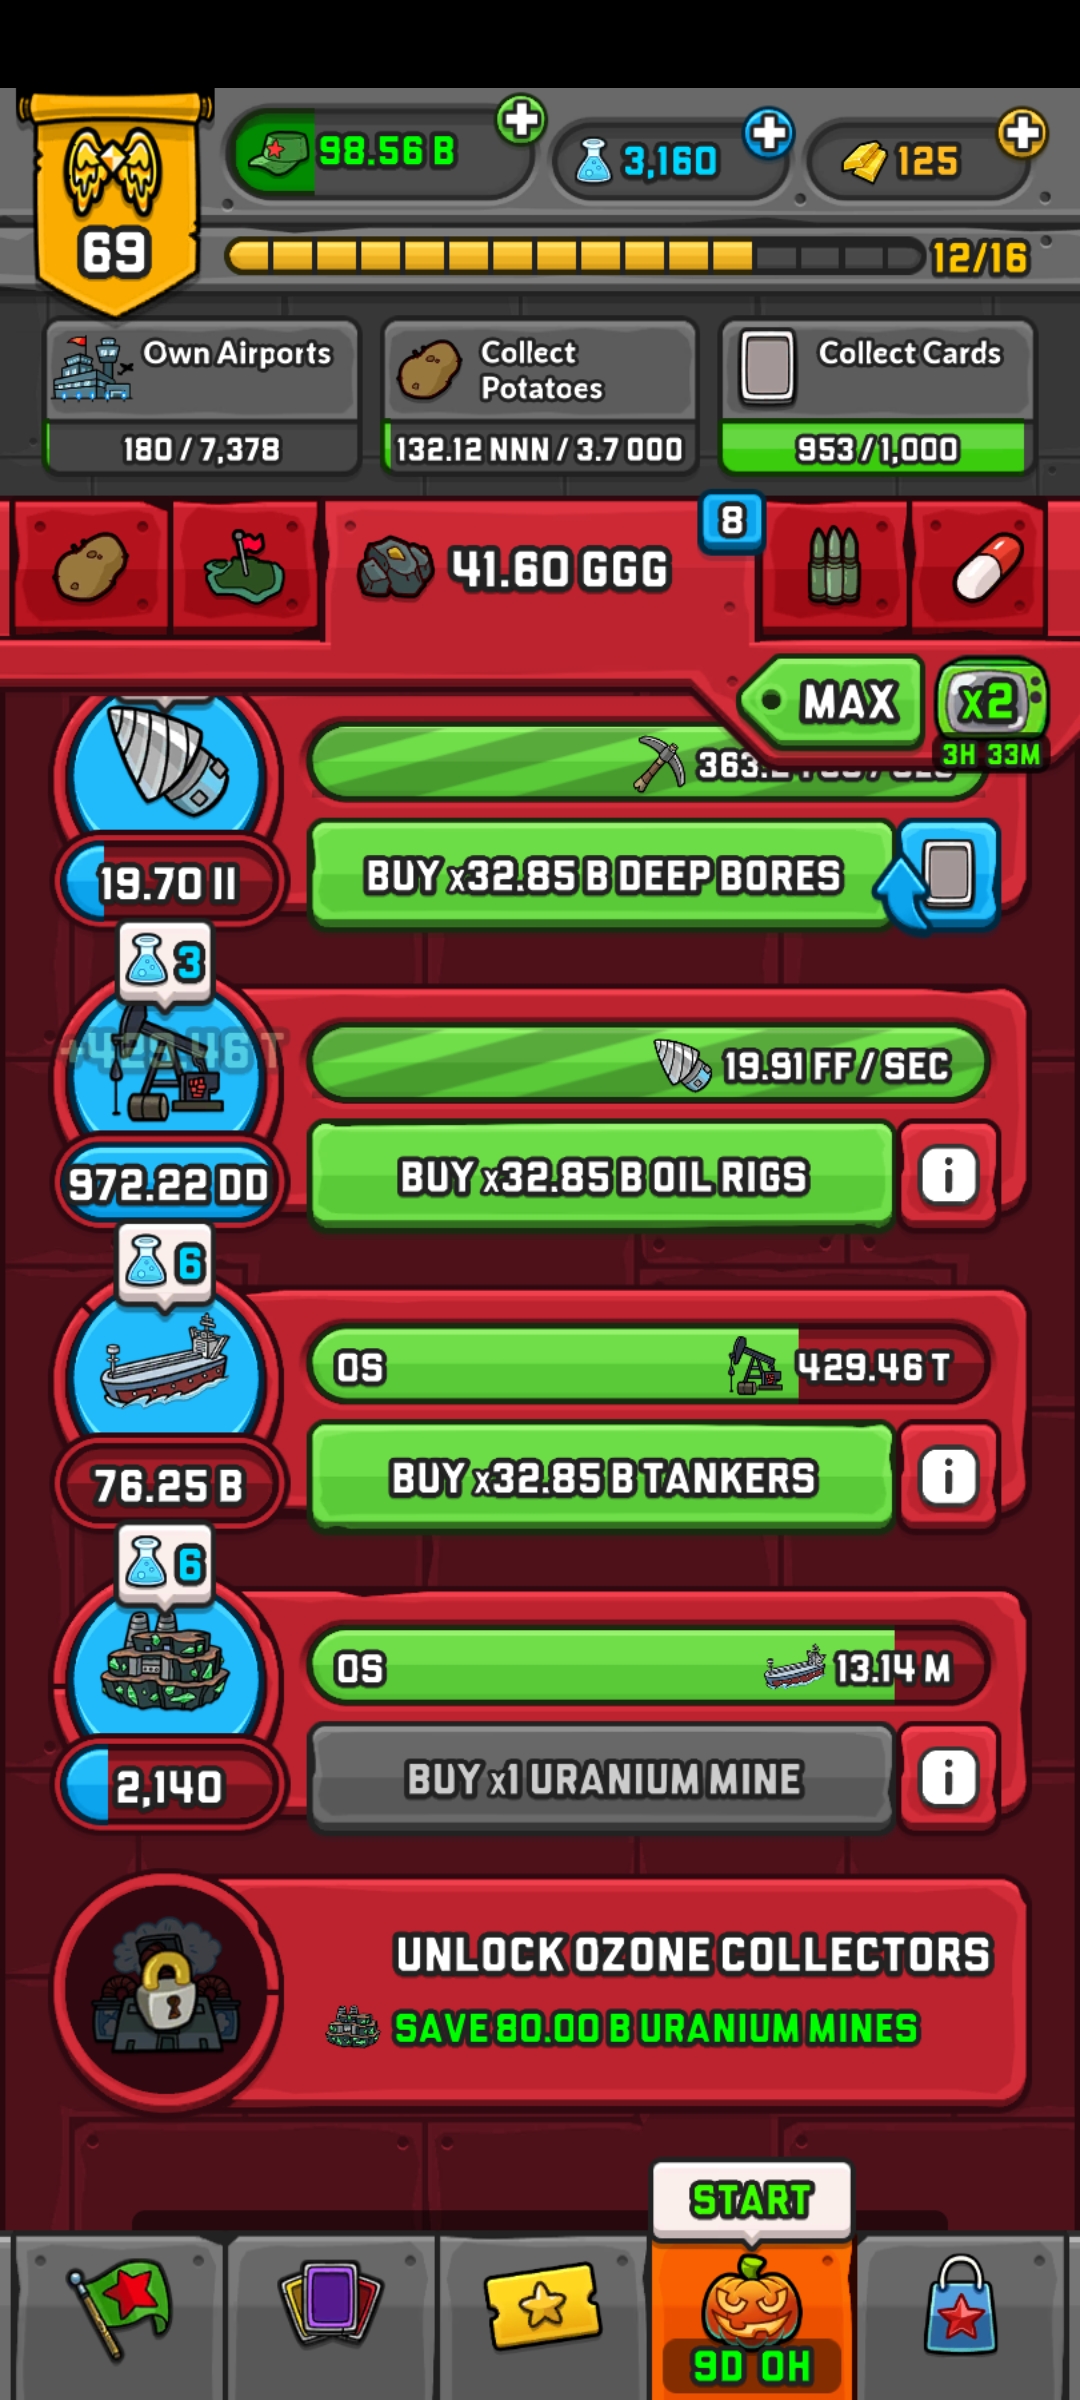 98.56 B
3,160
125
69
12/16
Own Airports
180 / 7,378
Collect
Potatoes
132.12 NNN / 3.7 OOO
Collect Cards
953 / 1,000
41.60 GGG
8
MAX
x2
3H 33M
19.70 II
BUY x32.85 B DEEP BORES
3
+429.46 T
19.91 FF / SEC
972.22 DD
BUY x32.85 B OIL RIGS
6
0S
429.46 T
76.25 B
BUY x32.85 B TANKERS
6
0S
13.14 M
2,140
BUY x1 URANIUM MINE
UNLOCK OZONE COLLECTORS
SAVE 80.00 B URANIUM MINES
START
9D 0H